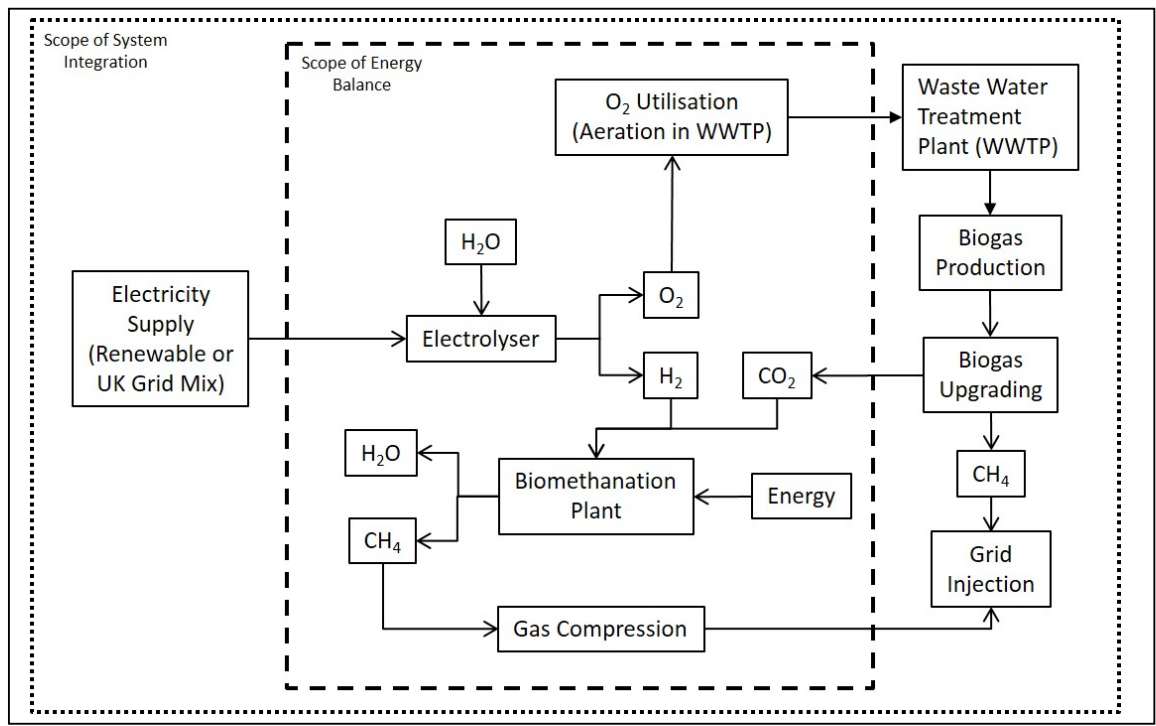 Scope of System
Integration
Scope of Energy
Balance
O₂ Utilisation
(Aeration in WWTP)
Waste Water
Treatment
Plant (WWTP)
H₂O
Biogas
Production
Electricity
Supply
(Renewable or
UK Grid Mix)
Electrolyser
O₂
H₂
CO₂
Biogas
Upgrading
H₂O
Biomethanation
Plant
Energy
CH₄
CH₄
Grid
Injection
Gas Compression